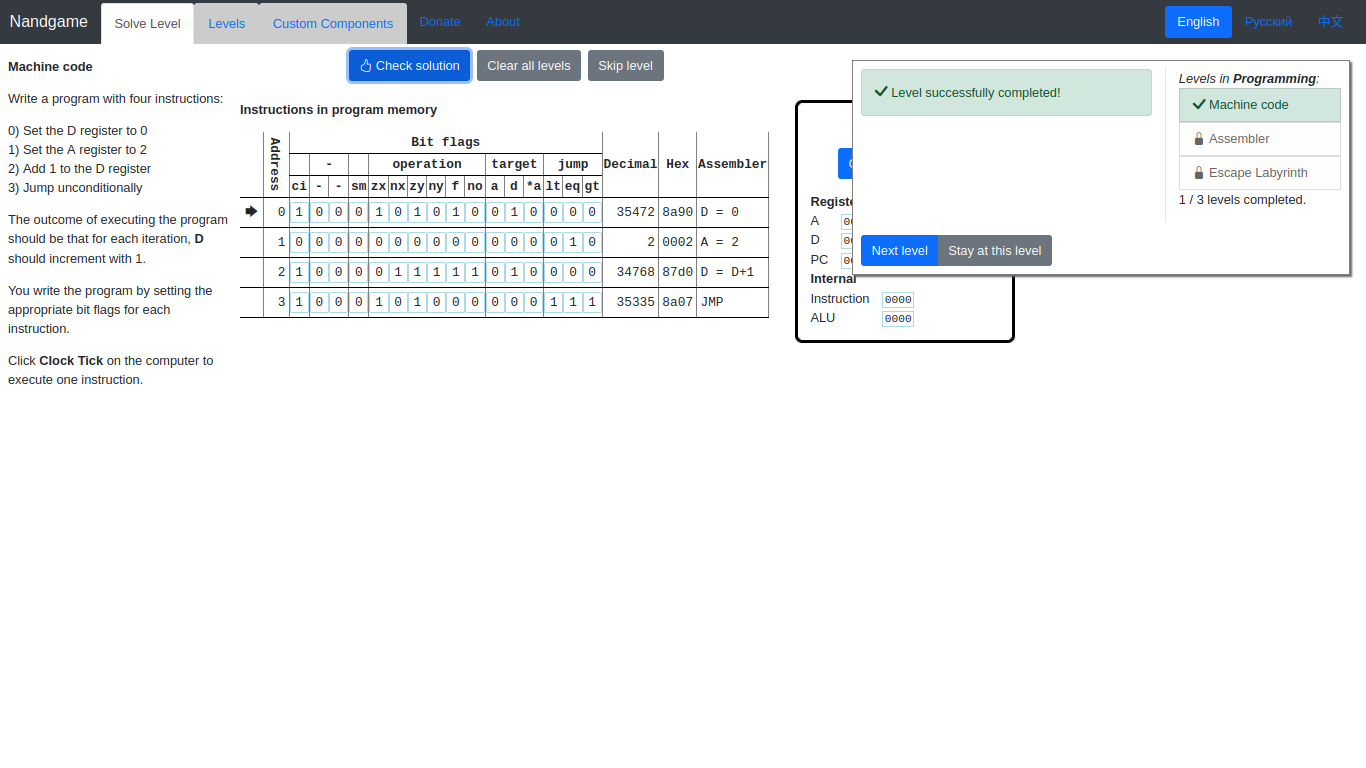 Nandgame Solve Level Levels Custom Components Donate About English Русский 中文
Machine code
Write a program with four instructions:
0) Set the D register to 0
1) Set the A register to 2
2) Add 1 to the D register
3) Jump unconditionally
The outcome of executing the program
should be that for each iteration, D
should increment with 1.
You write the program by setting the
appropriate bit flags for each
instruction.
Click Clock Tick on the computer to
execute one instruction.
Check solution Clear all levels Skip level
Instructions in program memory
Address Bit flags Decimal Hex Assembler
- operation target jump
ci - - sm zx nx zy ny f no a d *a lt eq gt
0 1 0 0 0 1 0 1 0 1 0 0 1 0 0 0 0 35472 8a90 D = 0
1 0 0 0 0 0 0 0 0 0 0 0 0 0 0 1 0 2 0002 A = 2
2 1 0 0 0 0 1 1 1 1 1 0 1 0 0 0 0 34768 87d0 D = D+1
3 1 0 0 0 1 0 1 0 0 0 0 0 0 1 1 1 35335 8a07 JMP
A
D
PC
Internal
Instruction 0000
ALU 0000
Level successfully completed!
Next level Stay at this level
Levels in Programming:
Machine code
Assembler
Escape Labyrinth
1 / 3 levels completed.